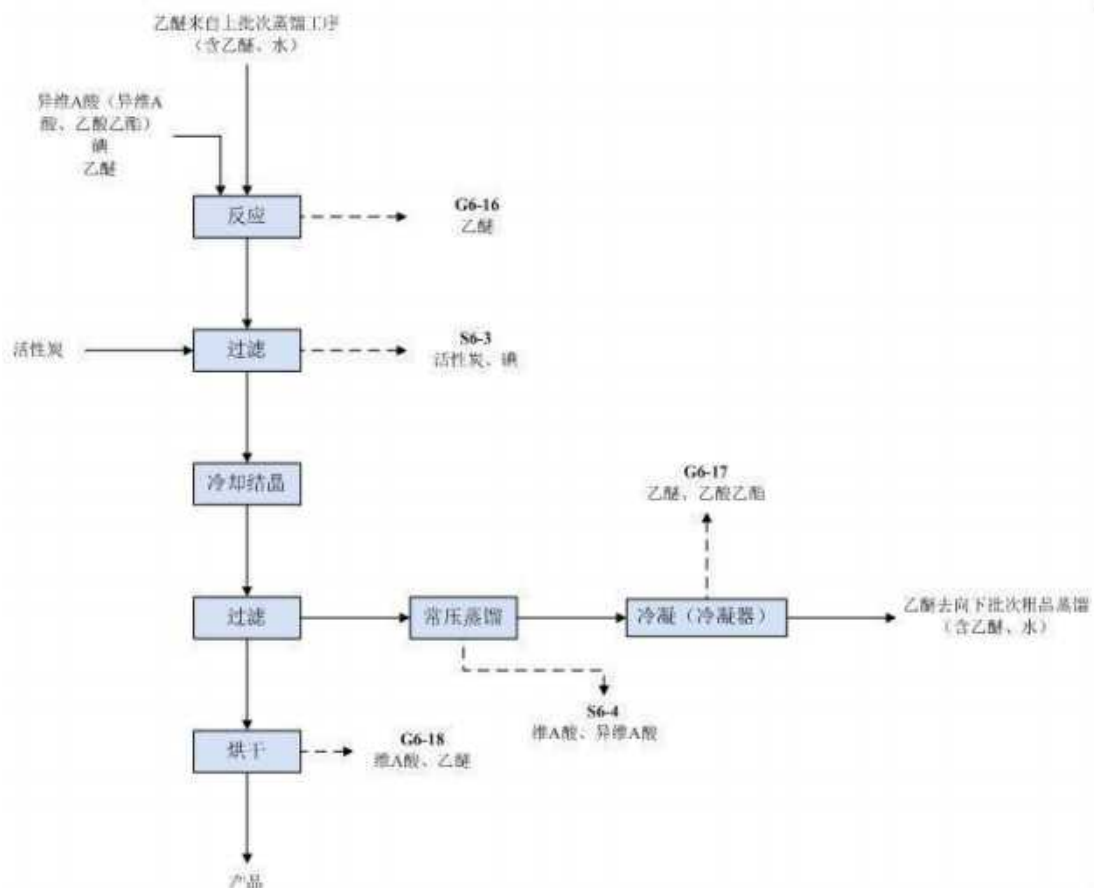 乙醚来自上批次蒸馏工序
（含乙醚、水）
异维A酸（异维A
酸、乙酸乙酯）
碘
乙醚
反应
G6-16
乙醚
活性炭
过滤
S6-3
活性炭、碘
冷却结晶
G6-17
乙醚、乙酸乙酯
过滤
常压蒸馏
冷凝（冷凝器）
乙醚去向下批次粗品蒸馏
（含乙醚、水）
S6-4
维A酸、异维A酸
烘干
G6-18
维A酸、乙醚
产品